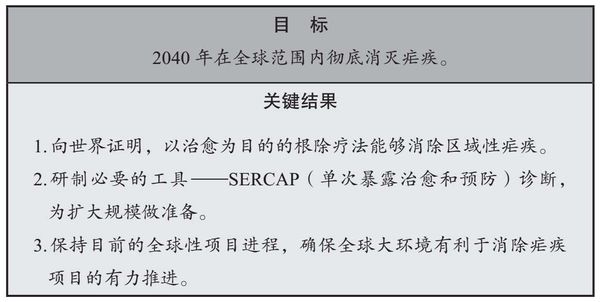 目 标
2040 年在全球范围内彻底消灭疟疾。
关键结果
1.向世界证明，以治愈为目的的根除疗法能够消除区域性疟疾。
2.研制必要的工具——SERCAP（单次暴露治愈和预防）诊断，
为扩大规模做准备。
3.保持目前的全球性项目进程，确保全球大环境有利于消除疟疾
项目的有力推进。